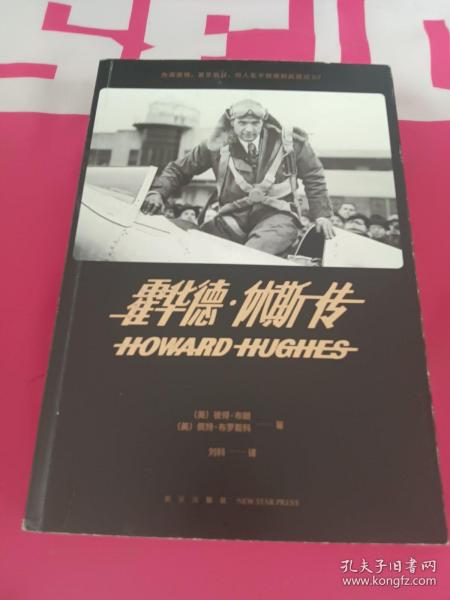 霍华德·休斯传
HOWARD HUGHES
(美) 彼得·布朗
(美) 佩特·布罗斯科 著
刘科 译
新星出版社 NEW STAR PRESS
孔夫子旧书网
www.kongfz.com